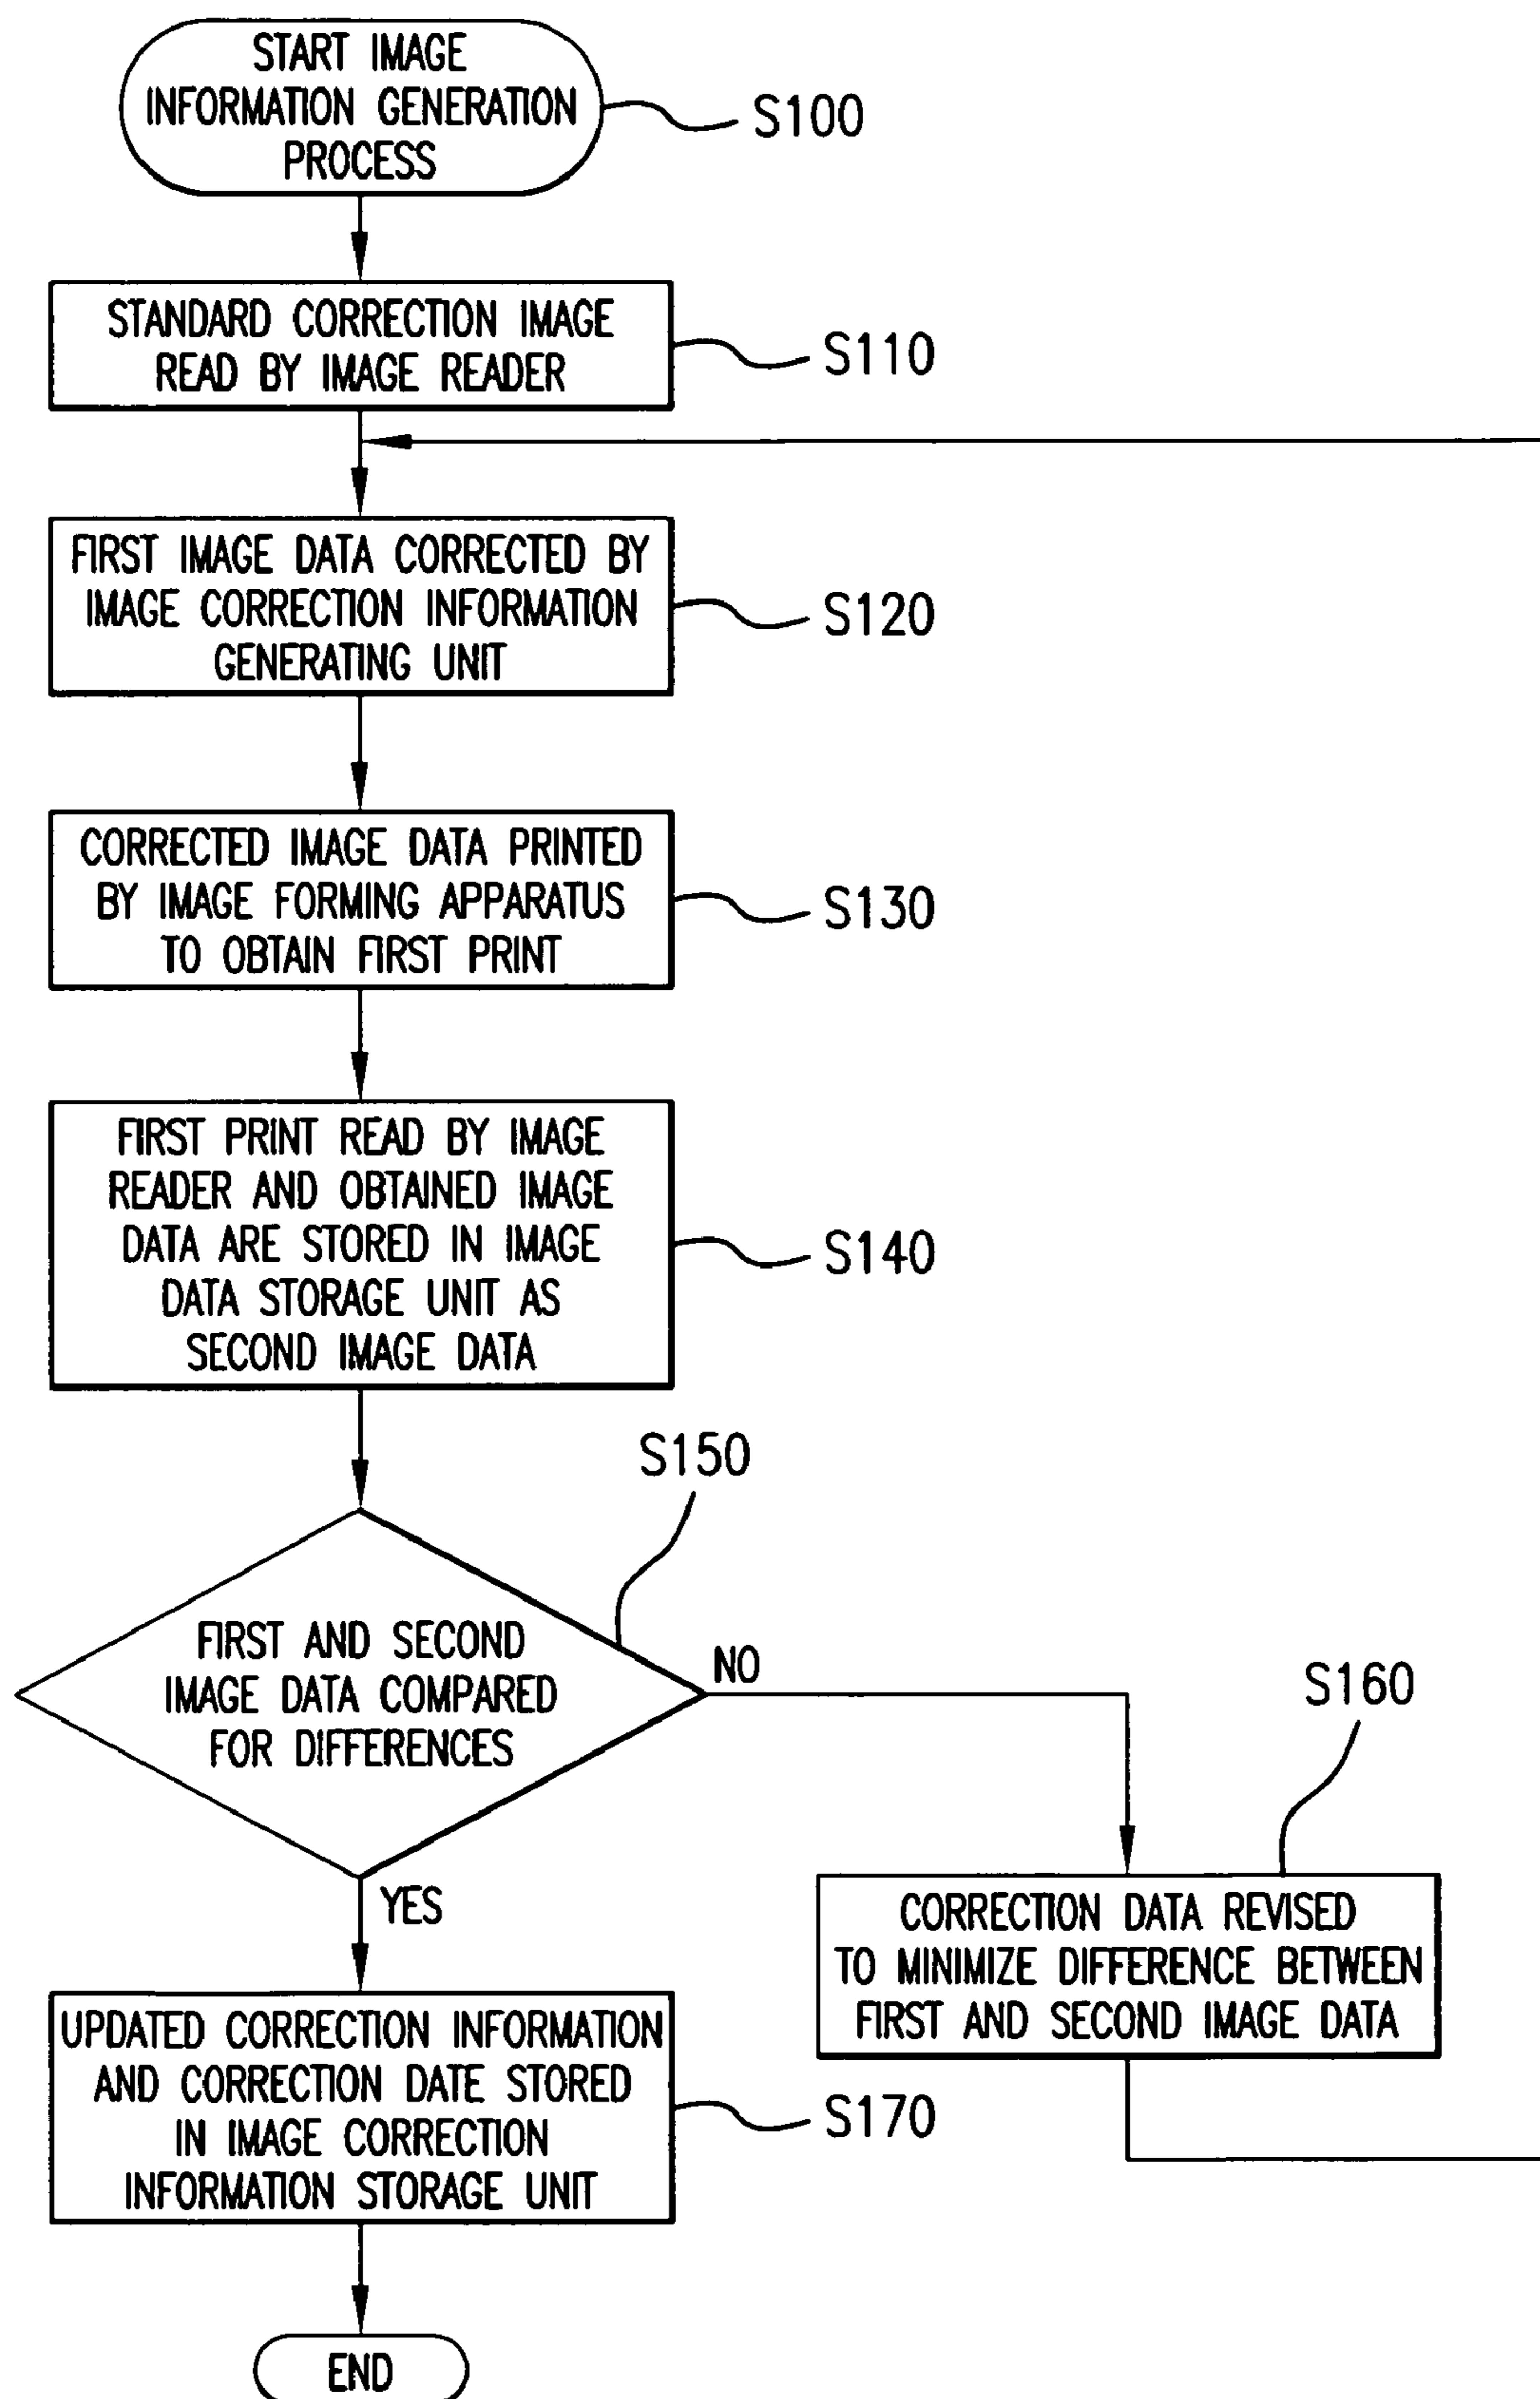 START IMAGE
INFORMATION GENERATION
PROCESS
S100
STANDARD CORRECTION IMAGE
READ BY IMAGE READER
S110
FIRST IMAGE DATA CORRECTED BY
IMAGE CORRECTION INFORMATION
GENERATING UNIT
S120
CORRECTED IMAGE DATA PRINTED
BY IMAGE FORMING APPARATUS
TO OBTAIN FIRST PRINT
S130
FIRST PRINT READ BY IMAGE
READER AND OBTAINED IMAGE
DATA ARE STORED IN IMAGE
DATA STORAGE UNIT AS
SECOND IMAGE DATA
S140
S150
FIRST AND SECOND
IMAGE DATA COMPARED
FOR DIFFERENCES
NO
YES
S160
CORRECTION DATA REVISED
TO MINIMIZE DIFFERENCE BETWEEN
FIRST AND SECOND IMAGE DATA
UPDATED CORRECTION INFORMATION
AND CORRECTION DATE STORED
IN IMAGE CORRECTION
INFORMATION STORAGE UNIT
S170
END